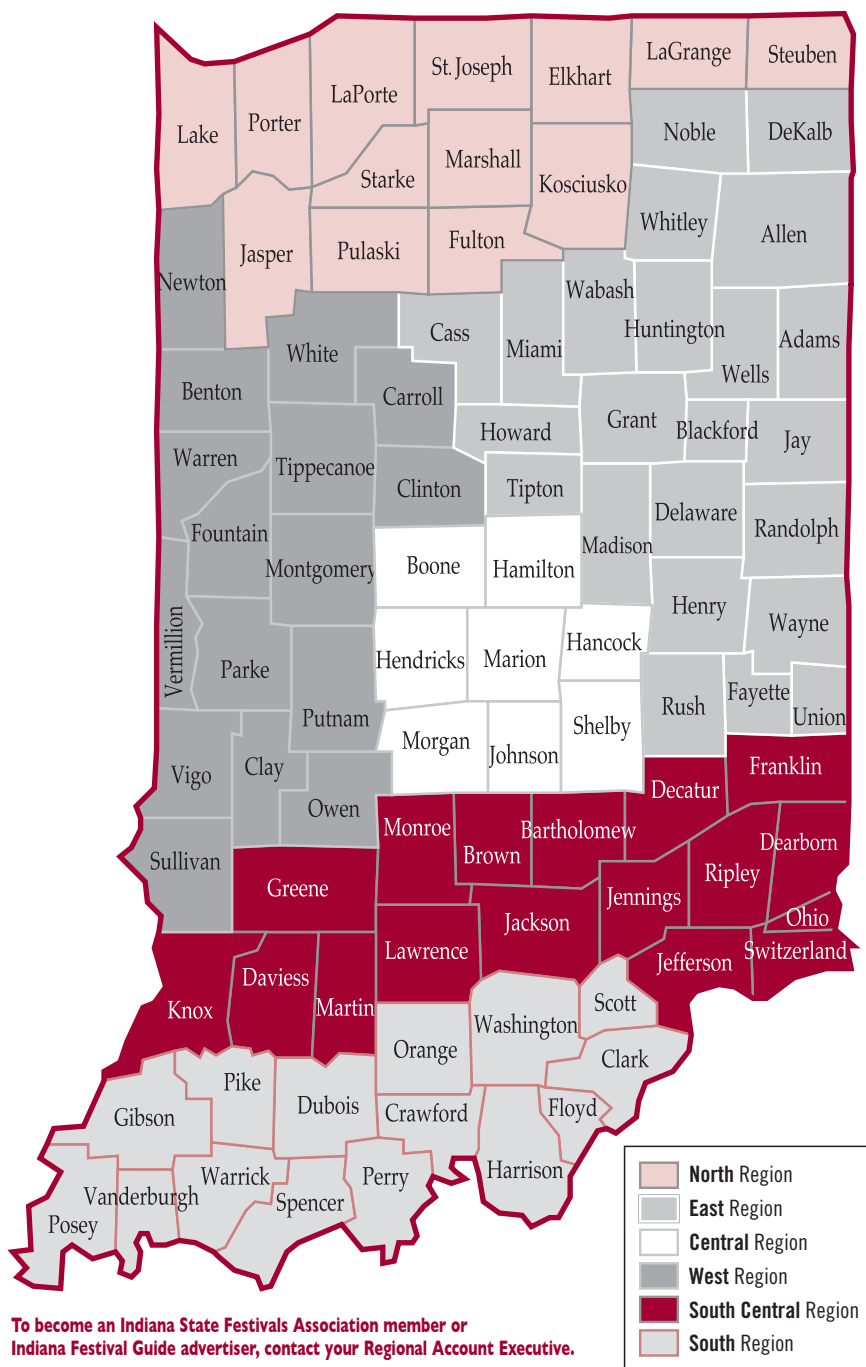 LaGrange
Steuben
St. Joseph
Elkhart
LaPorte
Porter
Lake
Noble
DeKalb
Marshall
Starke
Kosciusko
Whitley
Allen
Fulton
Pulaski
Jasper
Newton
Wabash
Huntington
Cass
Miami
Wells
Adams
White
Benton
Carroll
Grant
Blackford
Howard
Jay
Warren
Tippecanoe
Clinton
Tipton
Delaware
Randolph
Fountain
Madison
Montgomery
Boone
Hamilton
Henry
Wayne
Vermillion
Hancock
Hendricks
Marion
Parke
Fayette
Union
Rush
Putnam
Shelby
Morgan
Johnson
Vigo
Clay
Owen
Franklin
Decatur
Monroe
Bartholomew
Brown
Dearborn
Sullivan
Greene
Ripley
Jennings
Jackson
Ohio
Lawrence
Switzerland
Jefferson
Daviess
Martin
Knox
Scott
Washington
Orange
Clark
Pike
Dubois
Crawford
Floyd
Gibson
Harrison
Perry
Warrick
Spencer
Vanderburgh
Posey
North Region
East Region
Central Region
West Region
South Central Region
South Region
To become an Indiana State Festivals Association member or
Indiana Festival Guide advertiser, contact your Regional Account Executive.